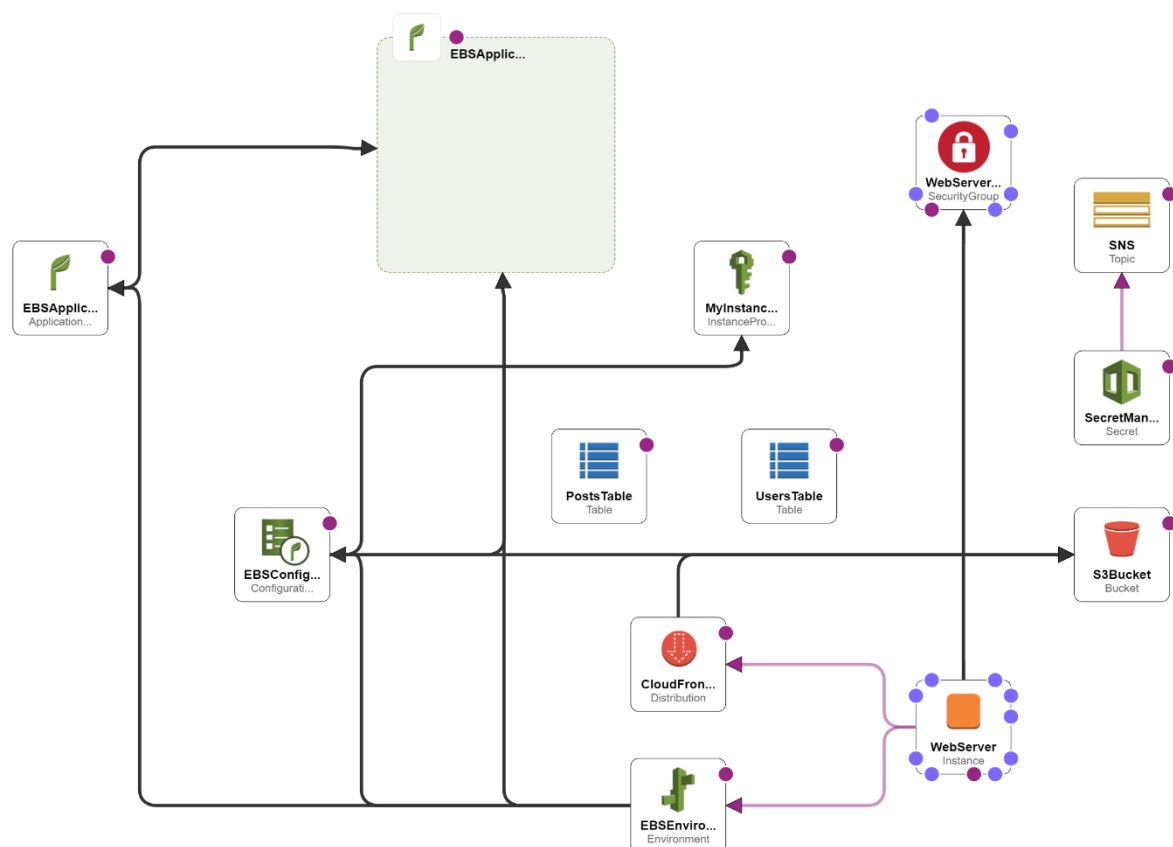 EBSApplic...
WebServer...
SecurityGroup
SNS
Topic
EBSApplic...
Application...
MyInstanc...
InstancePro...
SecretMan...
Secret
PostsTable
Table
UsersTable
Table
EBSConfig...
Configurati...
S3Bucket
Bucket
CloudFron...
Distribution
WebServer
Instance
EBSEnviro...
Environment